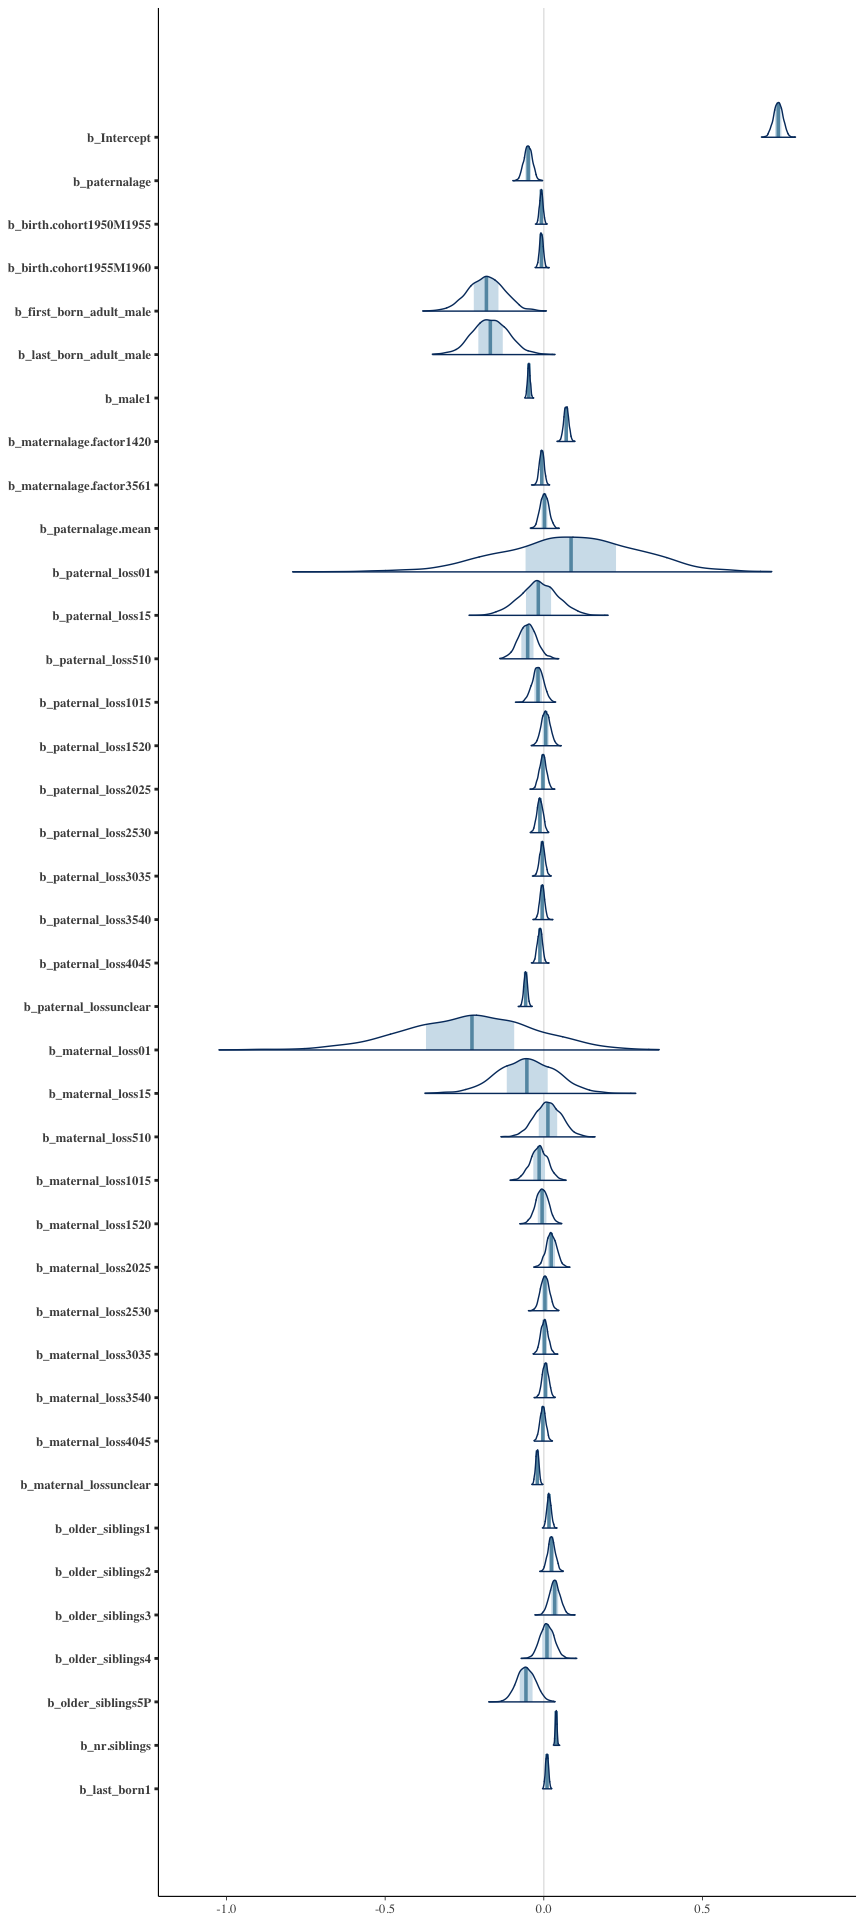 b_Intercept
b_paternalage
b_birth.cohort1950M1955
b_birth.cohort1955M1960
b_first_born_adult_male
b_last_born_adult_male
b_male1
b_maternalage.factor1420
b_maternalage.factor3561
b_paternalage.mean
b_paternal_loss01
b_paternal_loss15
b_paternal_loss510
b_paternal_loss1015
b_paternal_loss1520
b_paternal_loss2025
b_paternal_loss2530
b_paternal_loss3035
b_paternal_loss3540
b_paternal_loss4045
b_paternal_lossunclear
b_maternal_loss01
b_maternal_loss15
b_maternal_loss510
b_maternal_loss1015
b_maternal_loss1520
b_maternal_loss2025
b_maternal_loss2530
b_maternal_loss3035
b_maternal_loss3540
b_maternal_loss4045
b_maternal_lossunclear
b_older_siblings1
b_older_siblings2
b_older_siblings3
b_older_siblings4
b_older_siblings5P
b_nr.siblings
b_last_born1
-1.0 -0.5 0.0 0.5